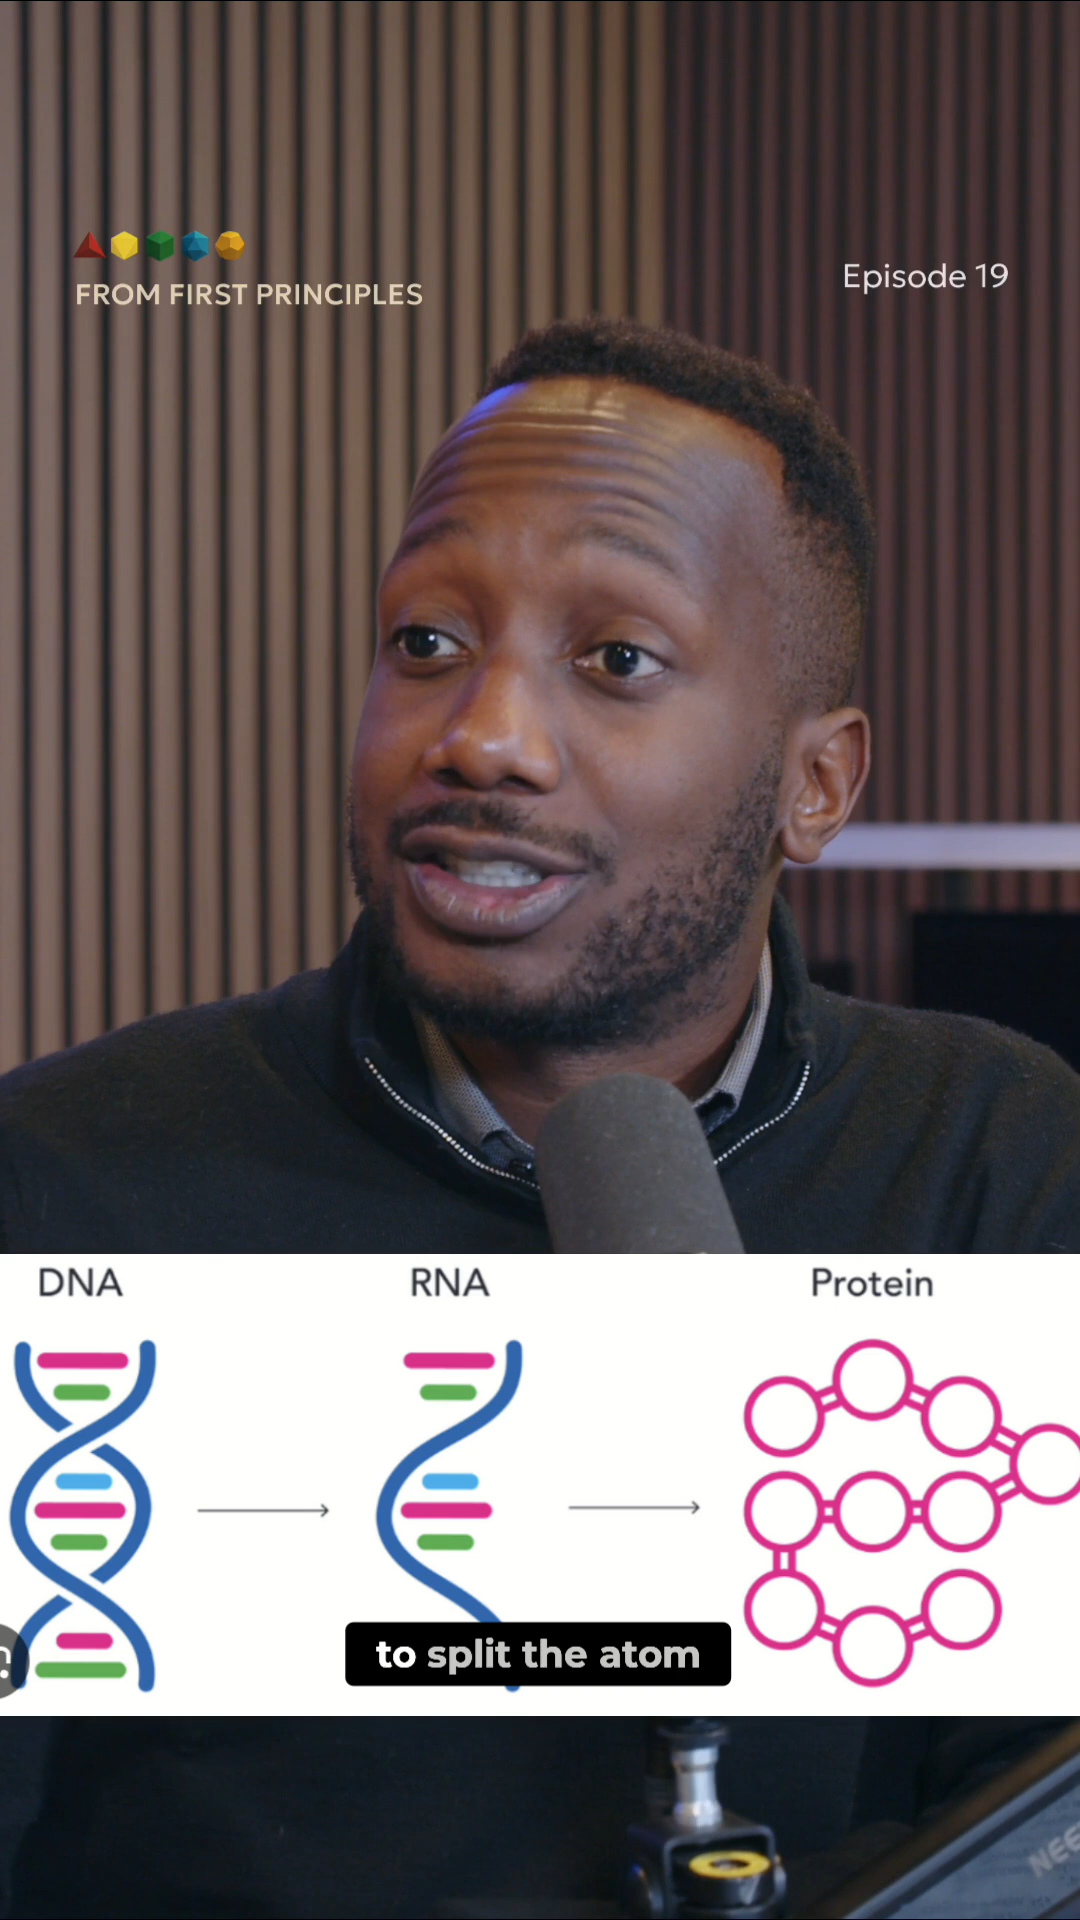 FROM FIRST PRINCIPLES
Episode 19
DNA
RNA
Protein
to split the atom